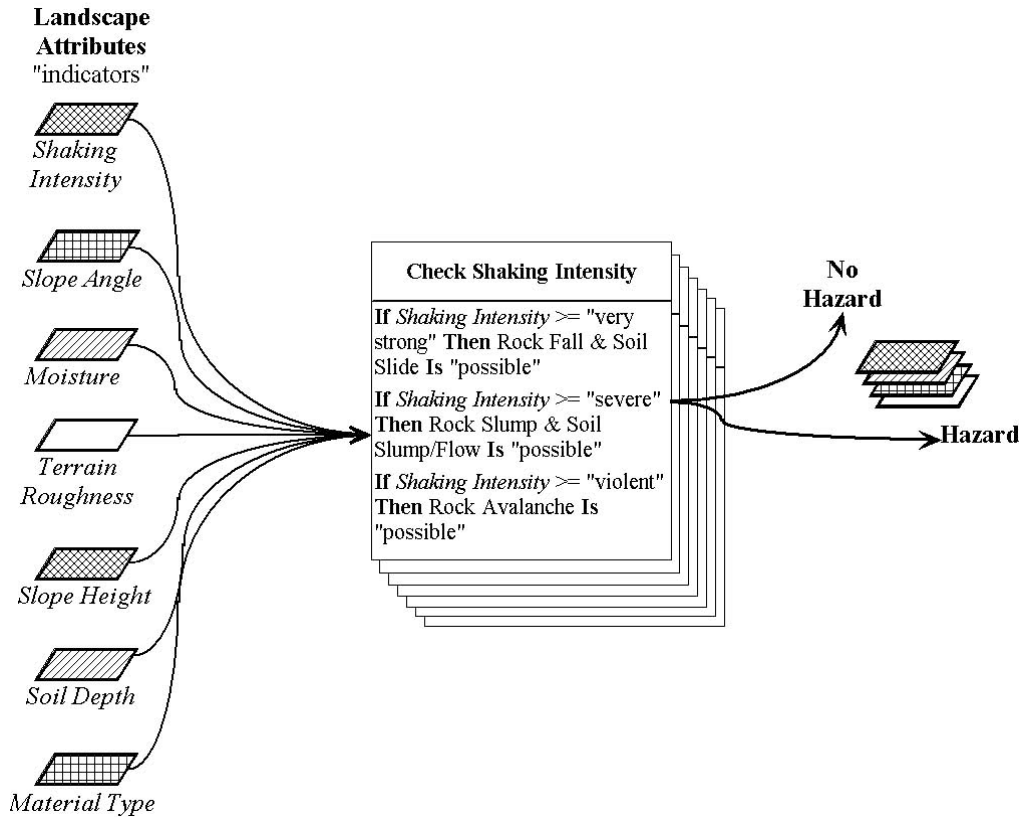 Landscape
Attributes
"indicators"
Shaking
Intensity
Slope Angle
Moisture
Terrain
Roughness
Slope Height
Soil Depth
Material Type
Check Shaking Intensity
If Shaking Intensity >= "very
strong" Then Rock Fall & Soil
Slide Is "possible"
If Shaking Intensity >= "severe"
Then Rock Slump & Soil
Slump/Flow Is "possible"
If Shaking Intensity >= "violent"
Then Rock Avalanche Is
"possible"
No
Hazard
Hazard